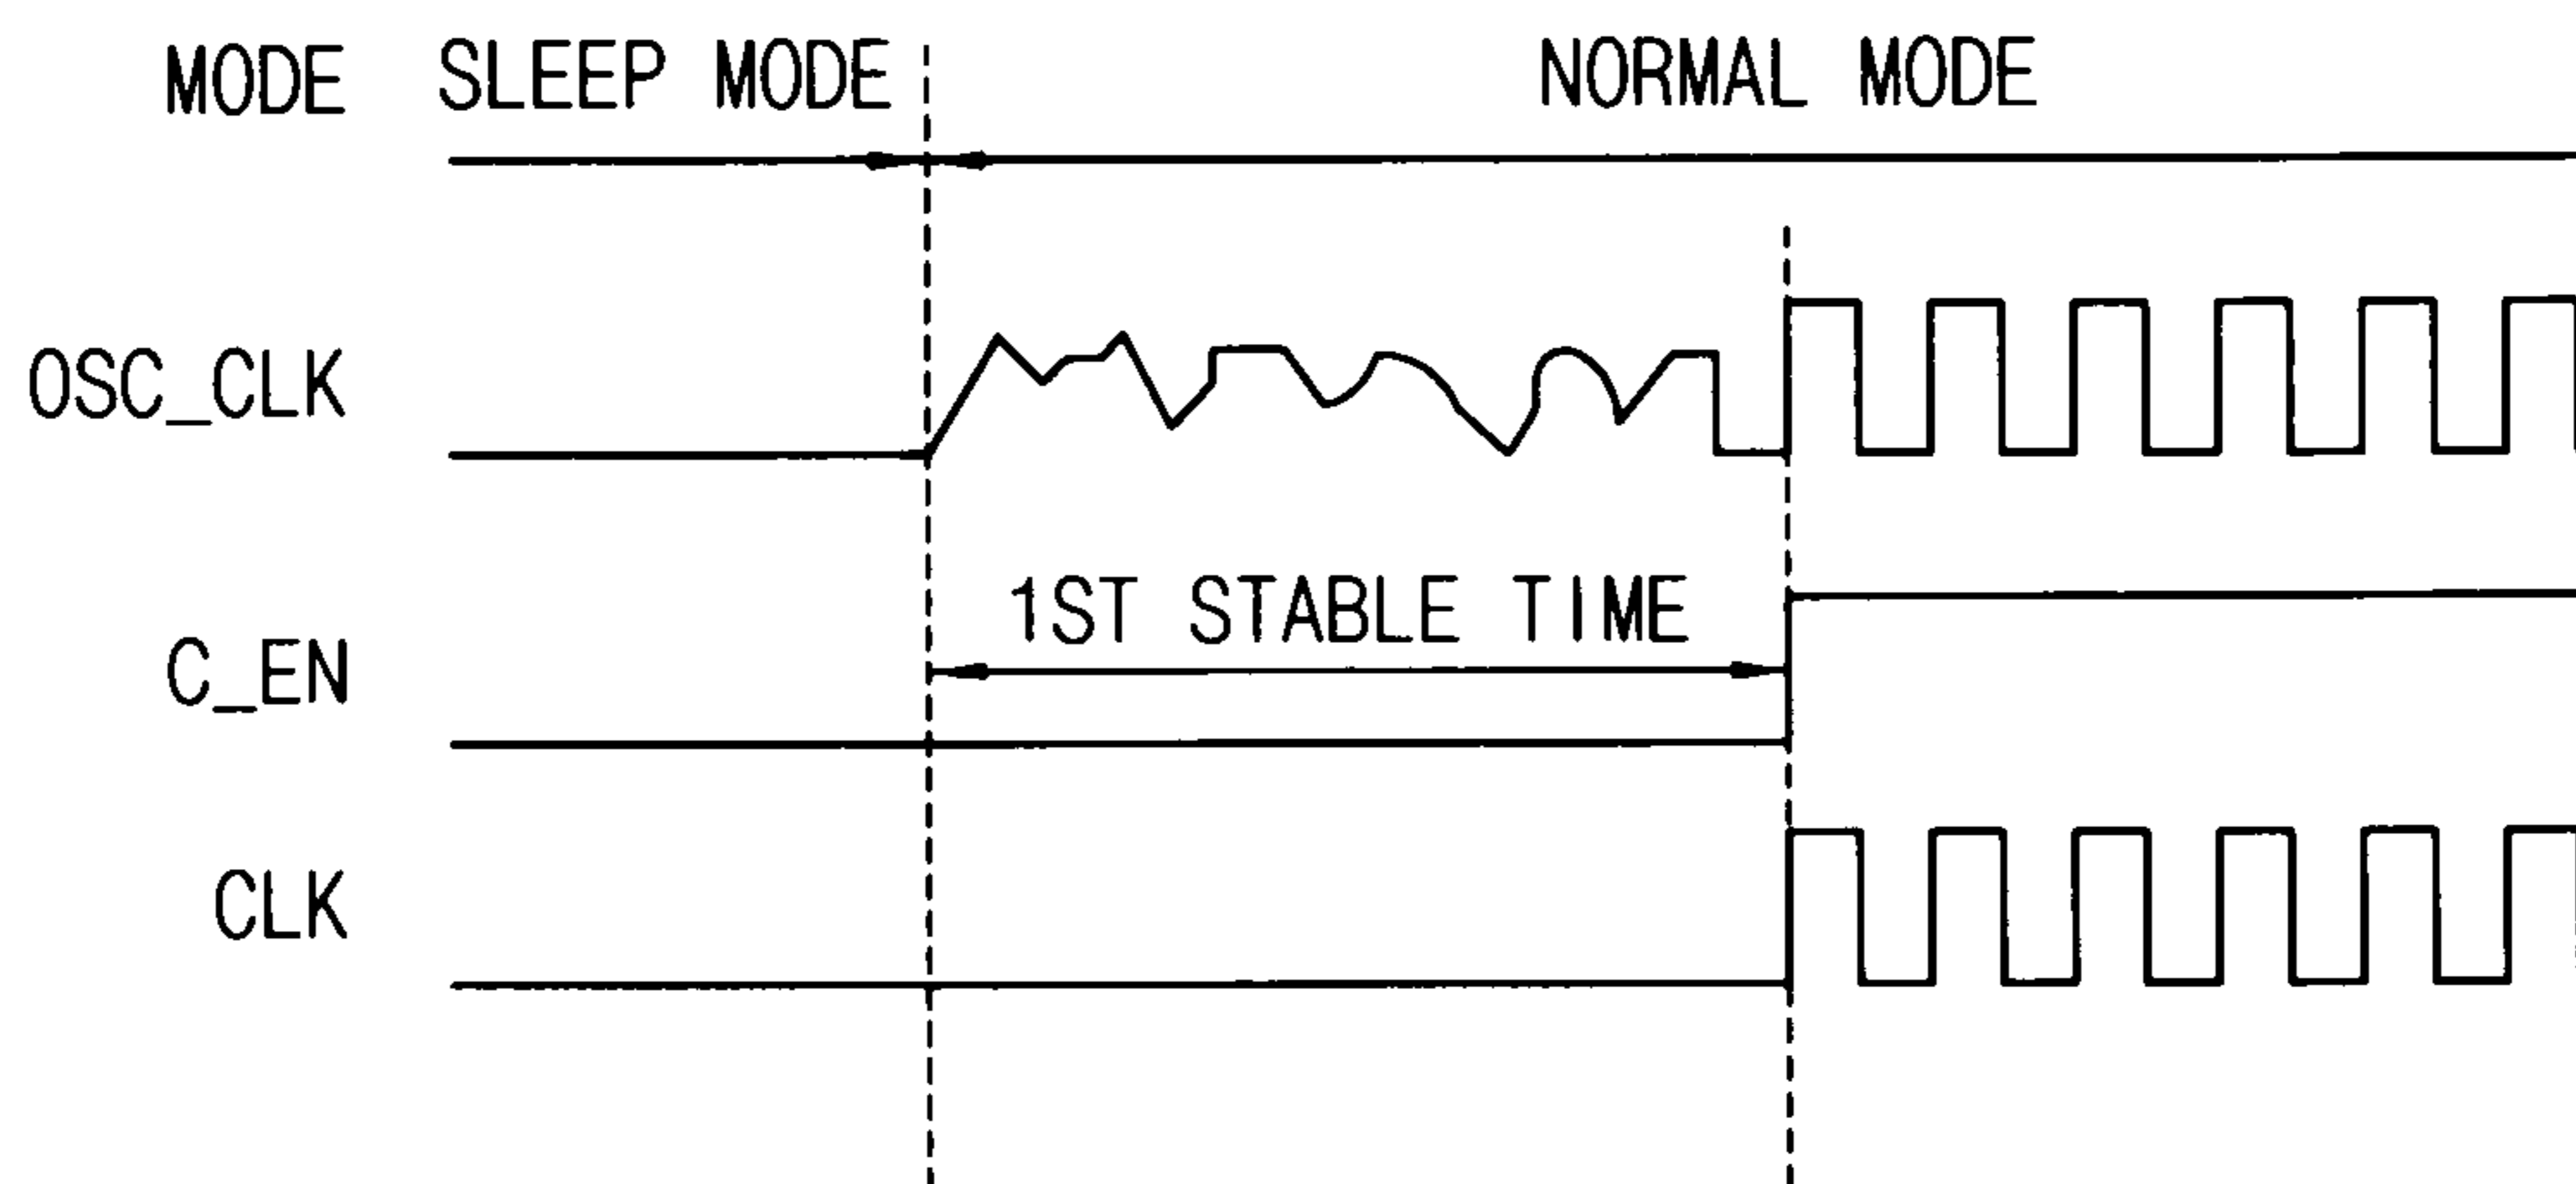 MODE SLEEP MODE NORMAL MODE
OSC_CLK
1ST STABLE TIME
C_EN
CLK